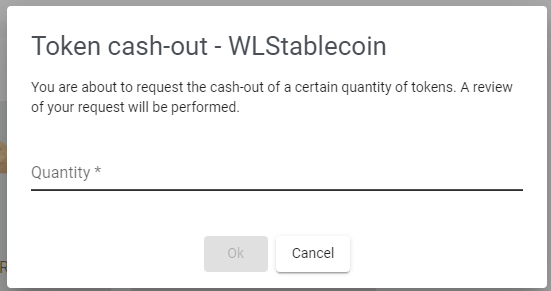 Token cash-out - WLStablecoin
You are about to request the cash-out of a certain quantity of tokens. A review
of your request will be performed.
Quantity *
Ok
Cancel